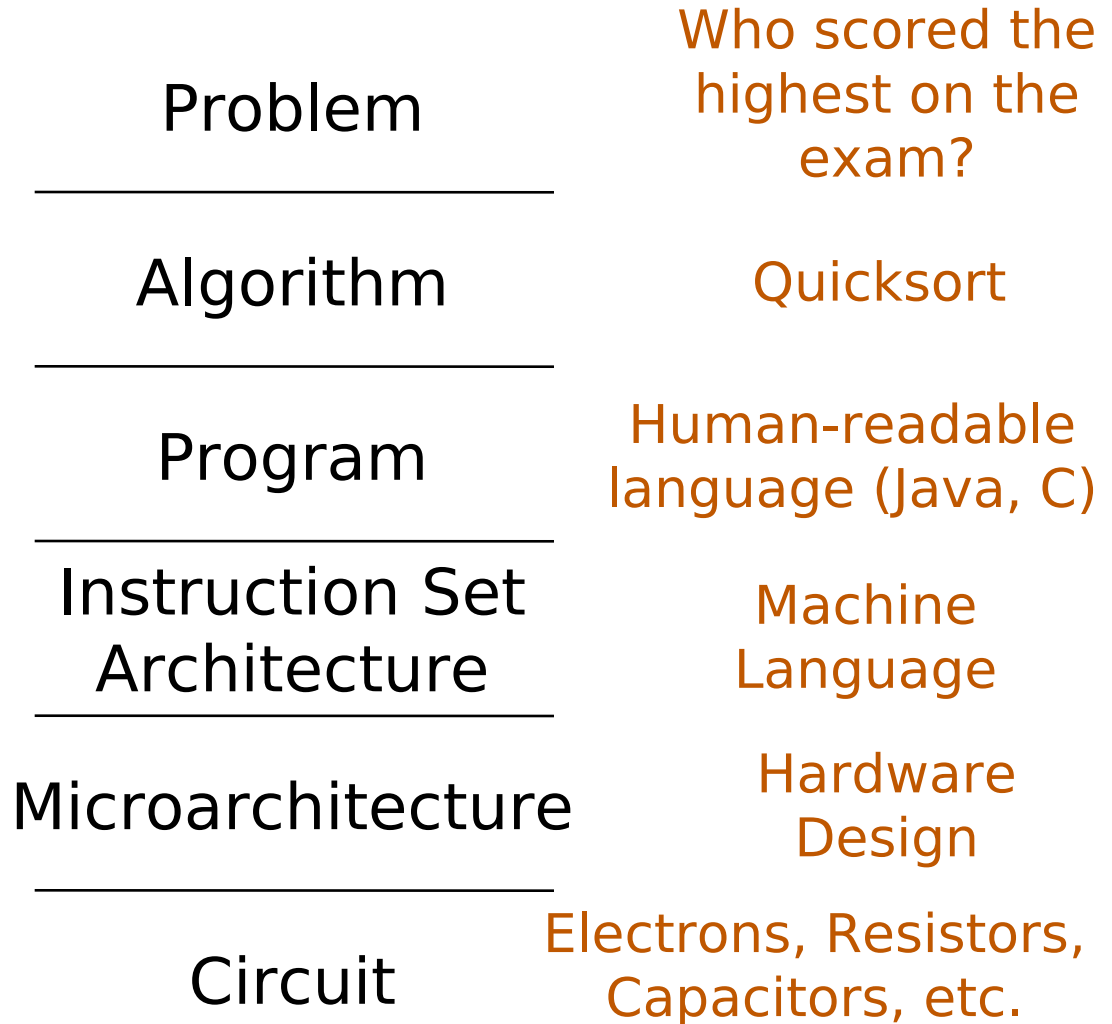 Problem
Who scored the
highest on the
exam?
Algorithm
Quicksort
Program
Human-readable
language (Java, C)
Instruction Set
Architecture
Machine
Language
Microarchitecture
Hardware
Design
Circuit
Electrons, Resistors,
Capacitors, etc.